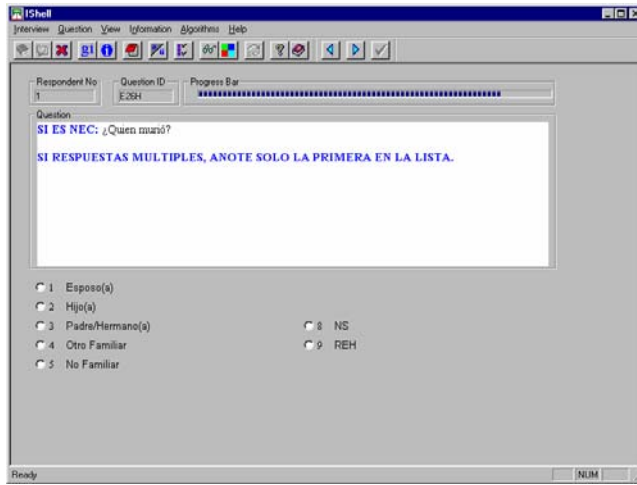 IShell
Interview Question View Information Algorithms Help
Respondent No Question ID Progress Bar
1 E26H
Question
SI ES NEC: ¿Quien murió?
SI RESPUESTAS MULTIPLES, ANOTE SOLO LA PRIMERA EN LA LISTA.
1 Esposo(a)
2 Hijo(a)
3 Padre/Hermano(a) 8 NS
4 Otro Familiar 9 REH
5 No Familiar
Ready NUM